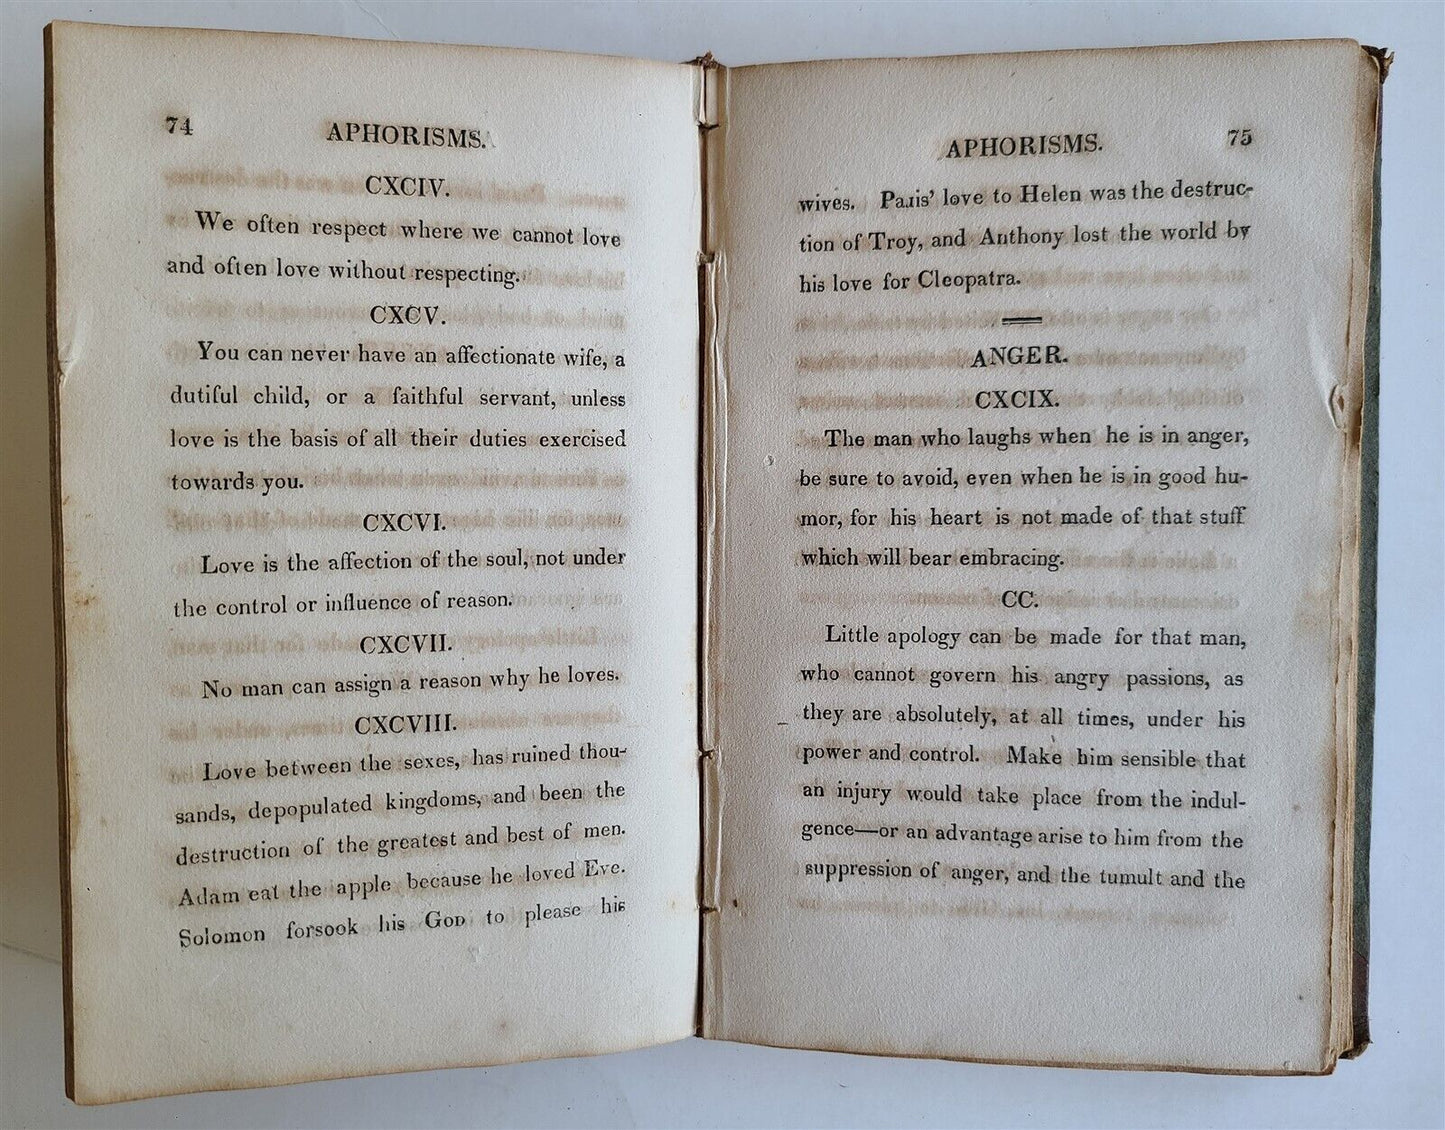 74
APHORISMS.
CXCIV.
We often respect where we cannot love
and often love without respecting.
CXCV.
You can never have an affectionate wife, a
dutiful child, or a faithful servant, unless
love is the basis of all their duties exercised
towards you.
CXCVI.
Love is the affection of the soul, not under
the control or influence of reason.
CXCVII.
No man can assign a reason why he loves.
CXCVIII.
Love between the sexes, has ruined thou-
sands, depopulated kingdoms, and been the
destruction of the greatest and best of men.
Adam eat the apple because he loved Eve.
Solomon forsook his GOD to please his
APHORISMS.
75
wives. Paris' love to Helen was the destruc-
tion of Troy, and Anthony lost the world by
his love for Cleopatra.
ANGER.
CXCIX.
The man who laughs when he is in anger,
be sure to avoid, even when he is in good hu-
mor, for his heart is not made of that stuff
which will bear embracing.
CC.
Little apology can be made for that man,
who cannot govern his angry passions, as
they are absolutely, at all times, under his
power and control. Make him sensible that
an injury would take place from the indul-
gence—or an advantage arise to him from the
suppression of anger, and the tumult and the